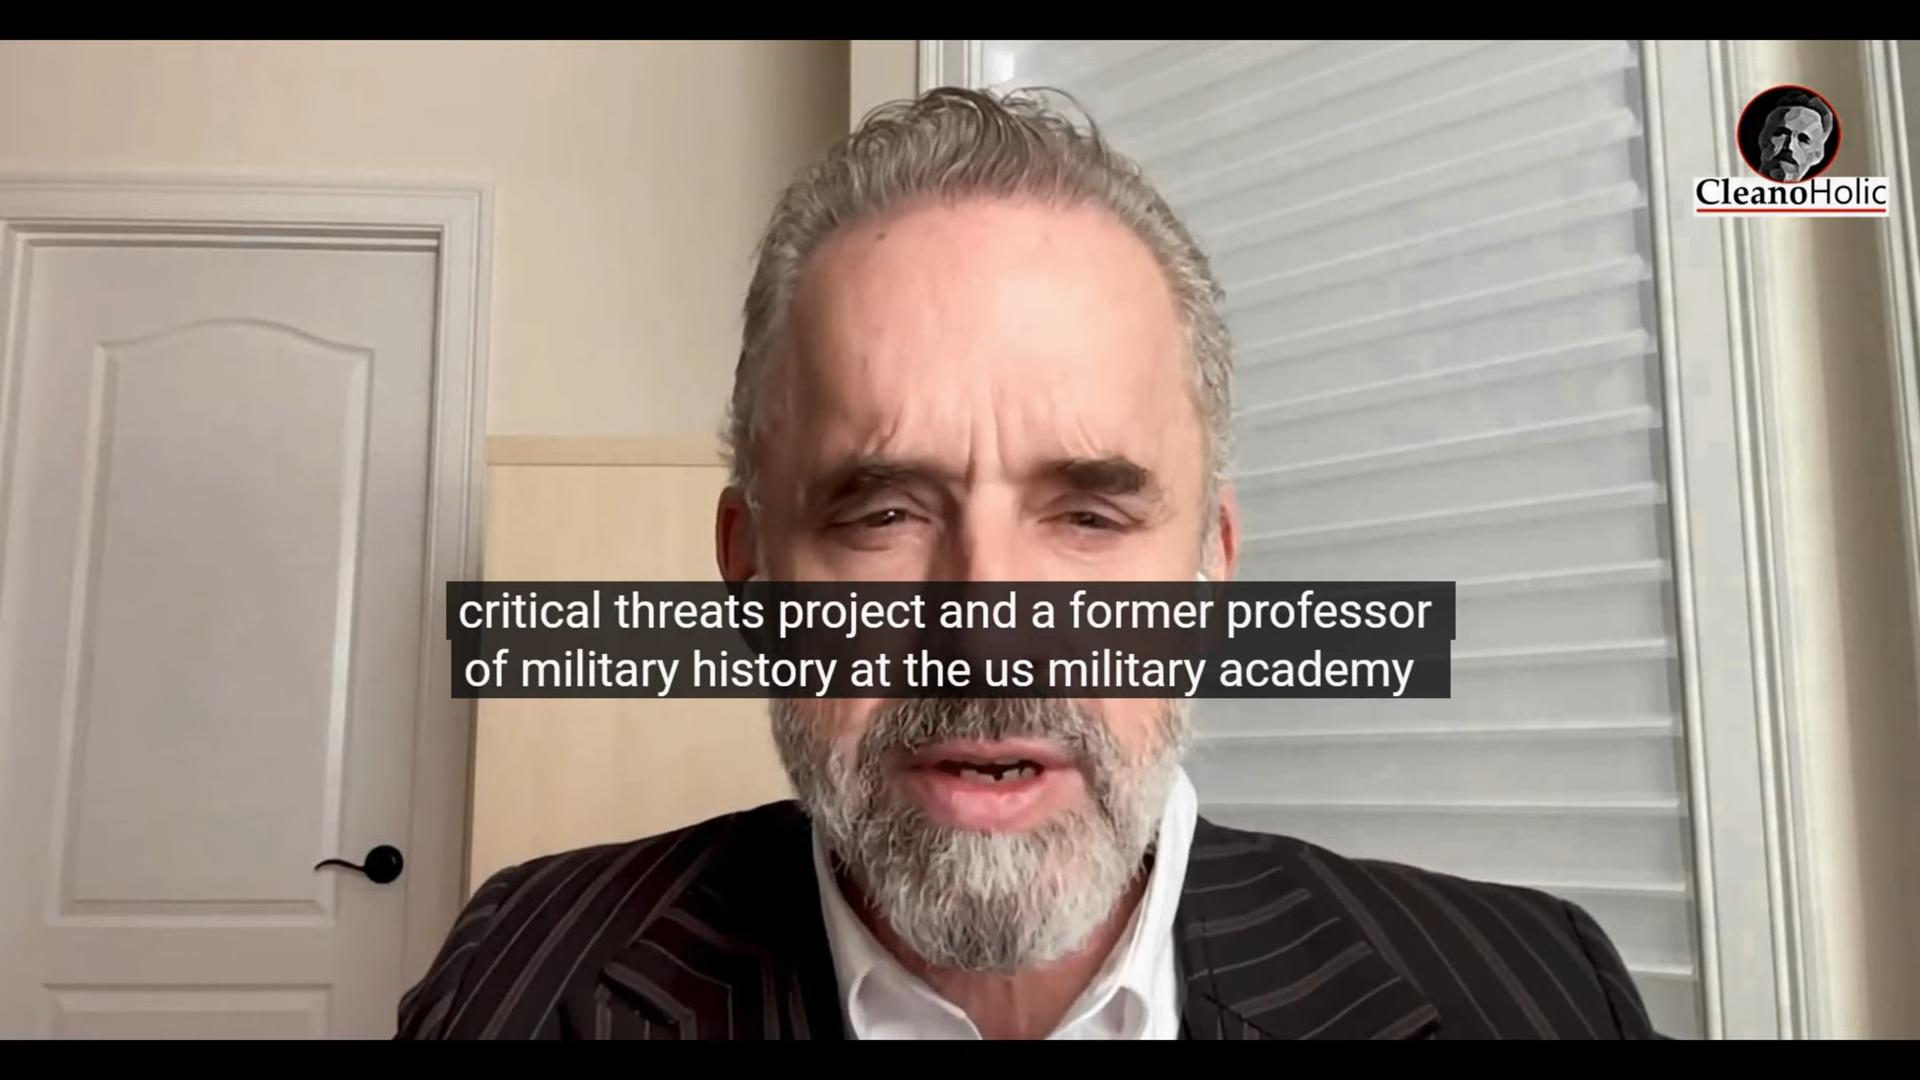 CleanoHolic
critical threats project and a former professor
of military history at the us military academy